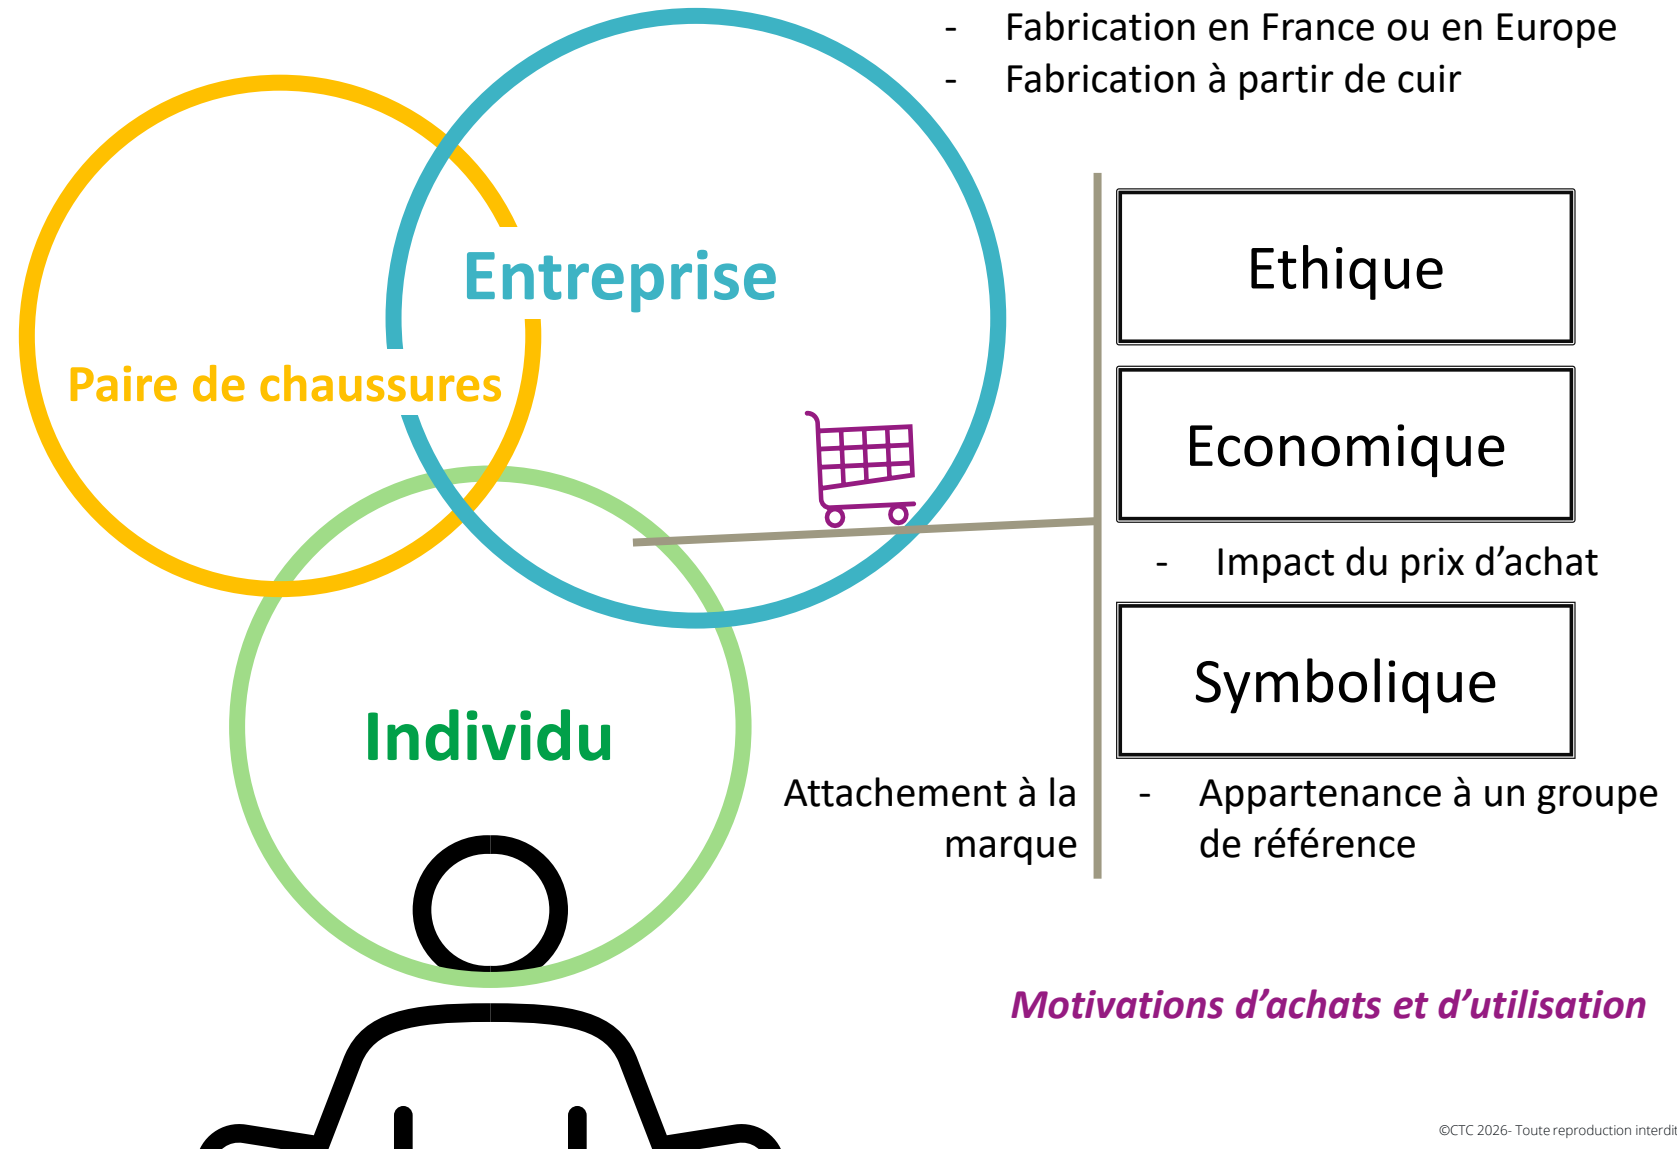 - Fabrication en France ou en Europe
- Fabrication à partir de cuir
Ethique
Entreprise
Paire de chaussures
Economique
- Impact du prix d’achat
Symbolique
Individu
Attachement à la
marque
- Appartenance à un groupe
de référence
Motivations d’achats et d’utilisation
©CTC 2026- Toute reproduction interdit